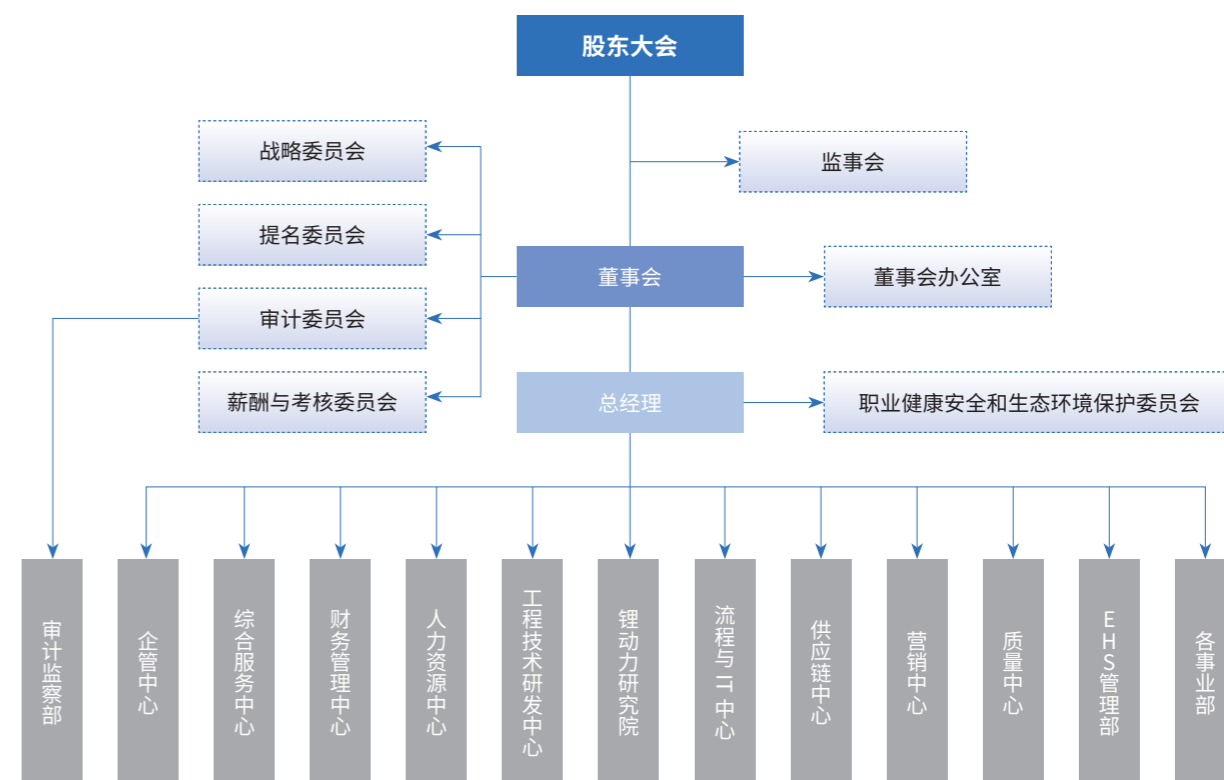 股东大会
战略委员会
监事会
提名委员会
董事会
董事会办公室
审计委员会
薪酬与考核委员会
总经理
职业健康安全和生态环境保护委员会
审计监察部
企管中心
综合服务中心
财务管理中心
人力资源中心
工程技术研发中心
锂动力研究院
流程与IT中心
供应链中心
营销中心
质量中心
EHS管理部
各事业部